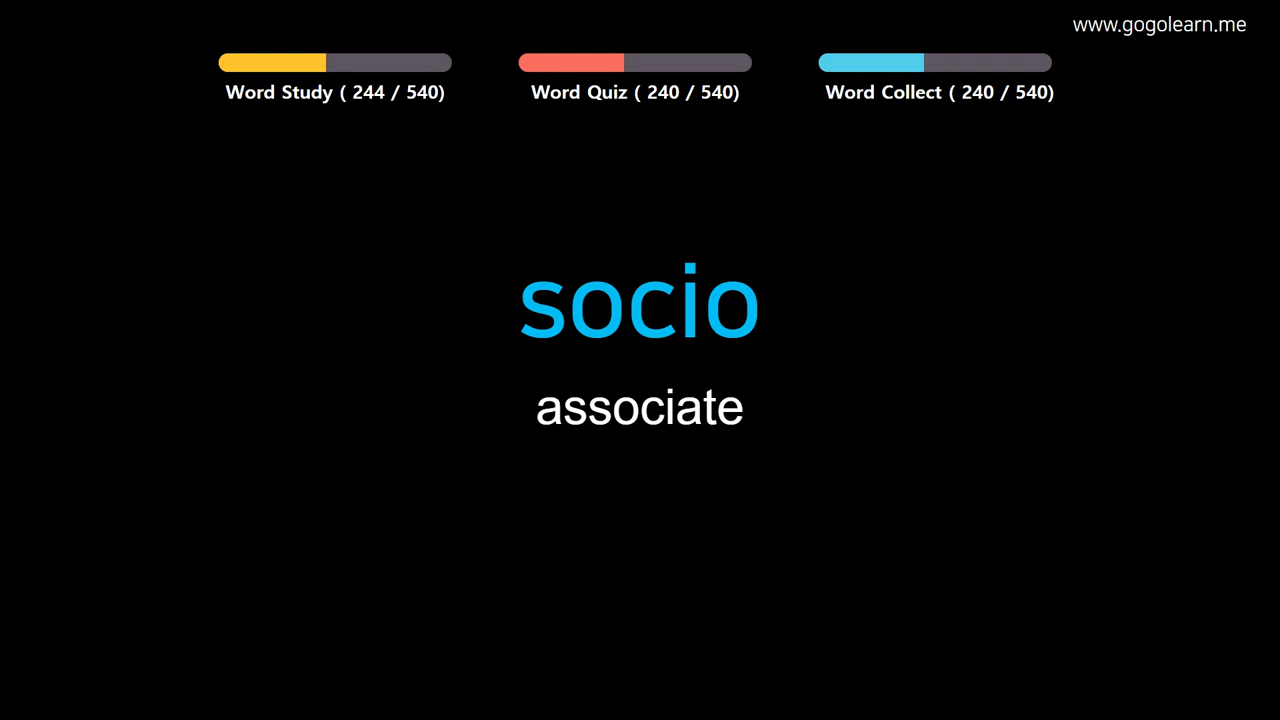 www.gogolearn.me
Word Study ( 244 / 540)
Word Quiz ( 240 / 540)
Word Collect ( 240 / 540)
socio
associate